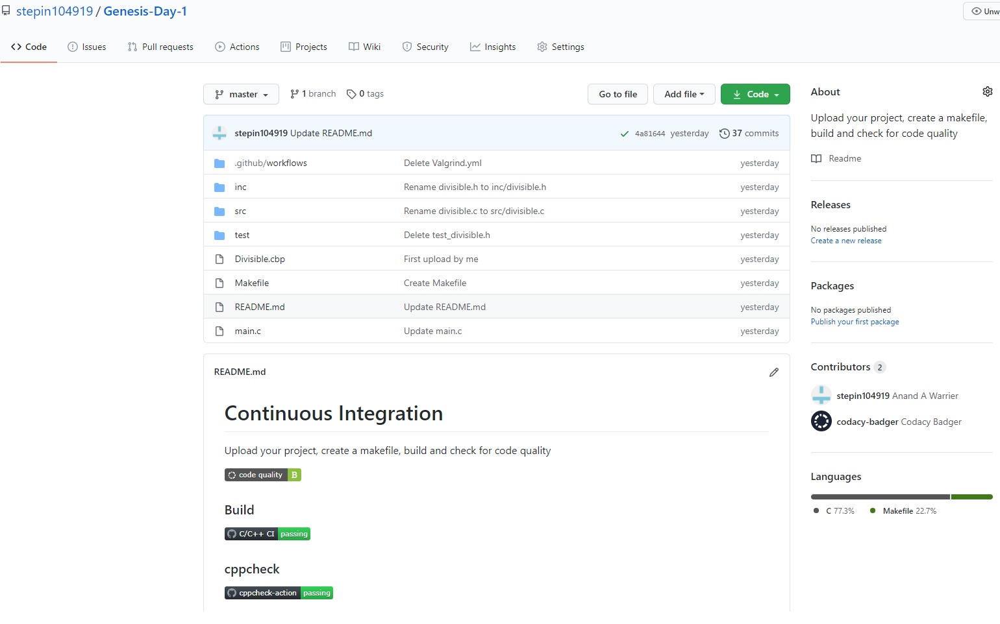 stepin104919 / Genesis-Day-1
Unw
Code Issues Pull requests Actions Projects Wiki Security Insights Settings
master 1 branch 0 tags Go to file Add file Code
stepin104919 Update README.md 4a81644 yesterday 37 commits
.github/workflows Delete Valgrind.yml yesterday
inc Rename divisible.h to inc/divisible.h yesterday
src Rename divisible.c to src/divisible.c yesterday
test Delete test_divisible.h yesterday
Divisible.cbp First upload by me yesterday
Makefile Create Makefile yesterday
README.md Update README.md yesterday
main.c Update main.c yesterday
README.md
Continuous Integration
Upload your project, create a makefile, build and check for code quality
code quality B
Build
C/C++ CI passing
cppcheck
cppcheck-action passing
About
Upload your project, create a makefile,
build and check for code quality
Readme
Releases
No releases published
Create a new release
Packages
No packages published
Publish your first package
Contributors 2
stepin104919 Anand A Warrier
codacy-badger Codacy Badger
Languages
C 77.3% Makefile 22.7%